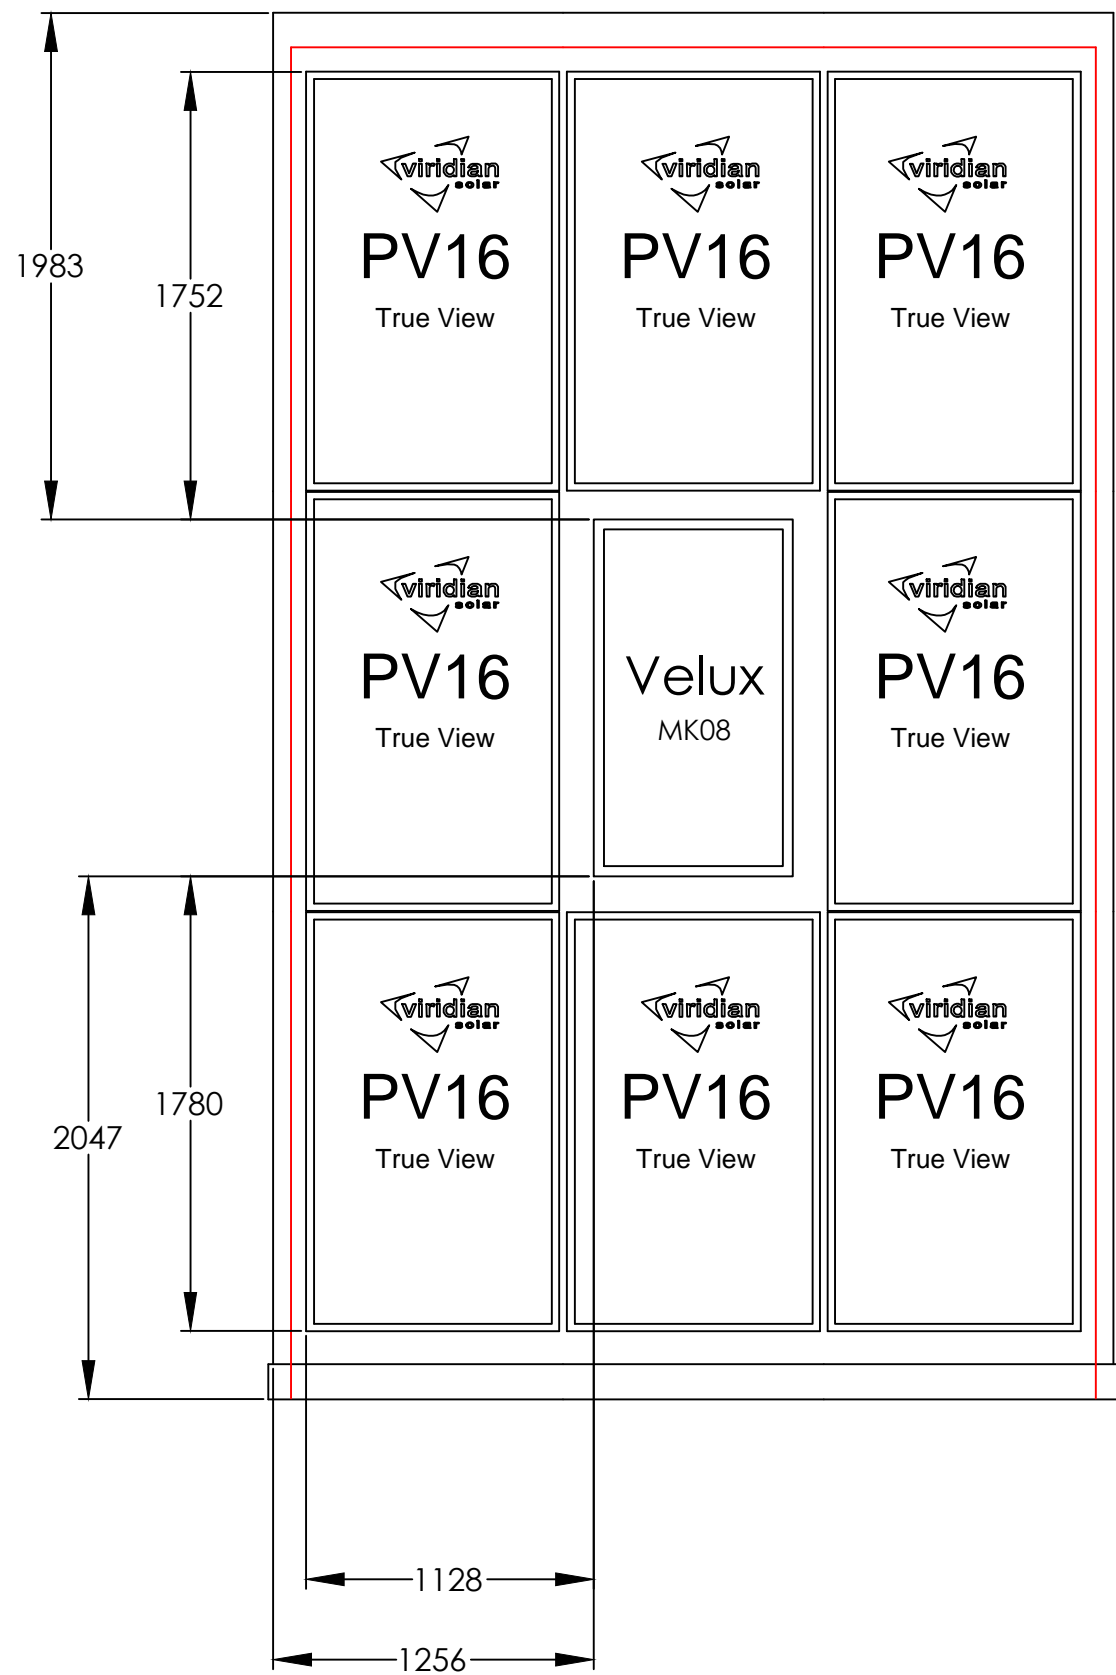 viridian
solar
PV16
True View
viridian
solar
PV16
True View
viridian
solar
PV16
True View
1983
1752
viridian
solar
PV16
True View
Velux
MK08
viridian
solar
PV16
True View
viridian
solar
PV16
True View
viridian
solar
PV16
True View
viridian
solar
PV16
True View
1780
2047
1128
1256